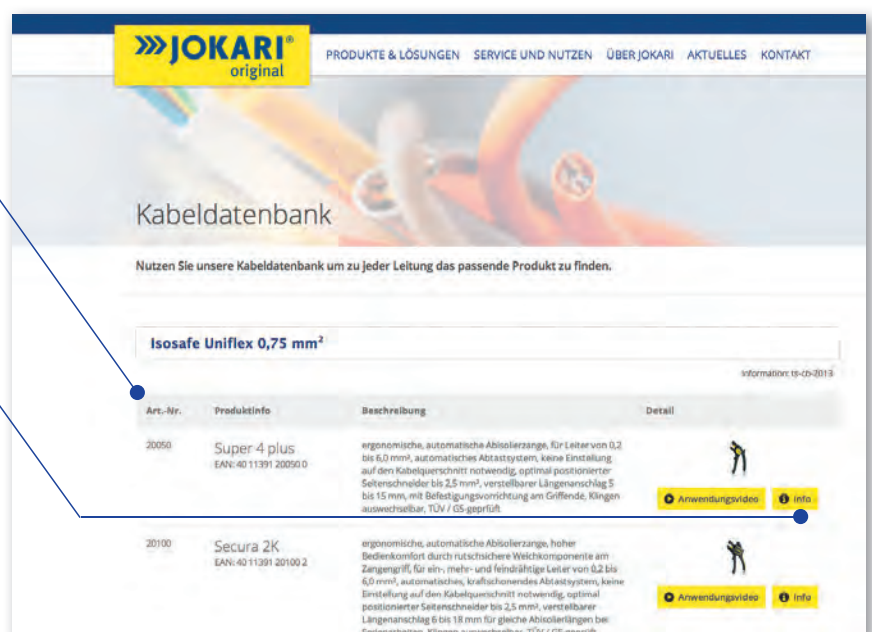 JOKARI®
original
PRODUKTE & LÖSUNGEN SERVICE UND NUTZEN ÜBER JOKARI AKTUELLES KONTAKT
Kabeldatenbank
Nutzen Sie unsere Kabeldatenbank um zu jeder Leitung das passende Produkt zu finden.
Isosafe Uniflex 0,75 mm²
Information: ts-cb-2013
Art.-Nr. Produktinfo Beschreibung Detail
20050
Super 4 plus
EAN: 40 11391 20050 0
ergonomische, automatische Abisolierzange, für Leiter von 0,2
bis 6,0 mm², automatisches Abtastsystem, keine Einstellung
auf den Kabelquerschnitt notwendig, optimal positionierter
Seitenschneider bis 2,5 mm², verstellbarer Längenanschlag 5
bis 15 mm, mit Befestigungsvorrichtung am Griffende, Klingen
auswechselbar, TÜV / GS-geprüft
Anwendungsvideo Info
20100
Secura 2K
EAN: 40 11391 20100 2
ergonomische, automatische Abisolierzange, hoher
Bedienkomfort durch rutschsichere Weichkomponente am
Zangengriff, für ein-, mehr- und feindrähtige Leiter von 0,2 bis
6,0 mm², automatisches, kraftschonendes Abtastsystem, keine
Einstellung auf den Kabelquerschnitt notwendig, optimal
positionierter Seitenschneider bis 2,5 mm², verstellbarer
Längenanschlag 6 bis 18 mm für gleiche Abisolierlängen bei
Anwendungsvideo Info